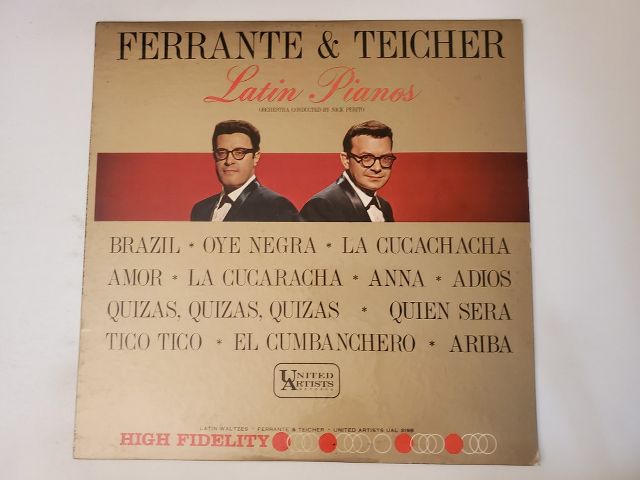 FERRANTE & TEICHER
Latin Pianos
ORCHESTRA CONDUCTED BY NICK PERITO
BRAZIL * OYE NEGRA * LA CUCACHACHA
AMOR * LA CUCARACHA * ANNA * ADIOS
QUIZAS, QUIZAS, QUIZAS * QUIEN SERA
TICO TICO * EL CUMBANCHERO * ARIBA
UNITED
ARTISTS
RECORDS
LATIN WALTZES * FERRANTE & TEICHER * UNITED ARTISTS UAL
HIGH FIDELITY